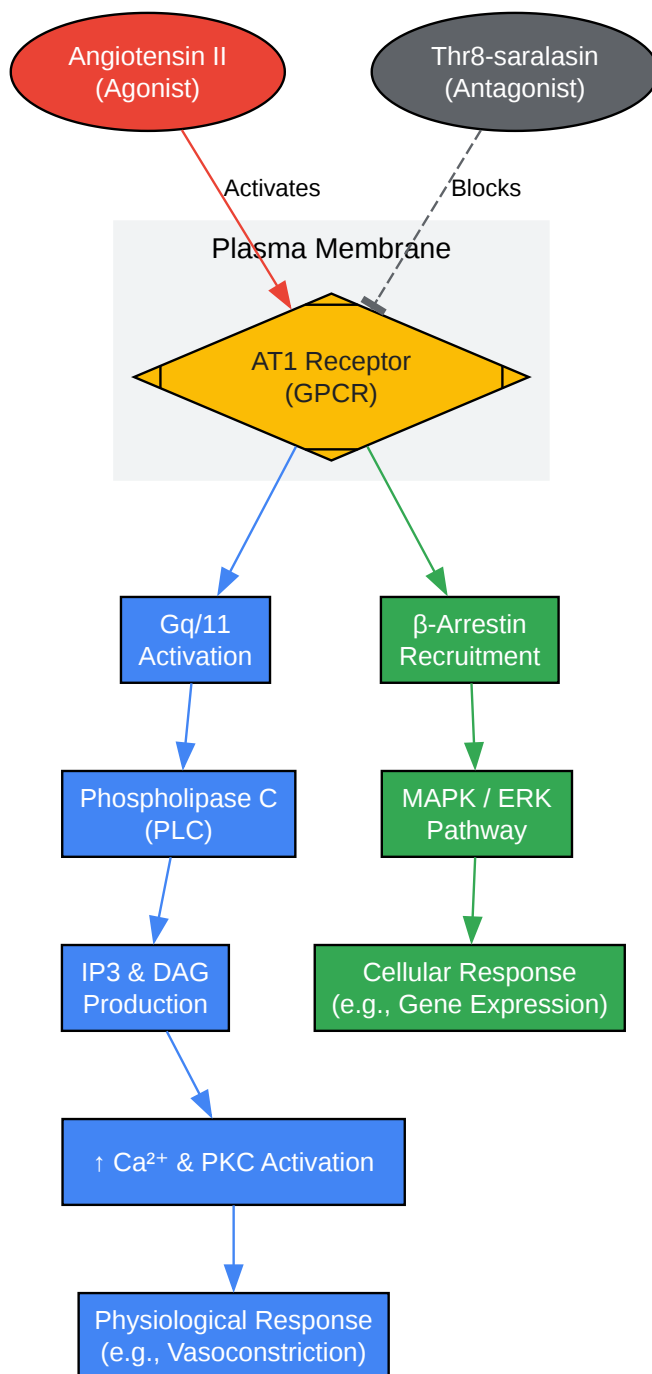 Angiotensin II
(Agonist)
Thr8-saralasin
(Antagonist)
Activates
Blocks
Plasma Membrane
AT1 Receptor
(GPCR)
Gq/11
Activation
β-Arrestin
Recruitment
Phospholipase C
(PLC)
MAPK / ERK
Pathway
IP3 & DAG
Production
Cellular Response
(e.g., Gene Expression)
↑ Ca²⁺ & PKC Activation
Physiological Response
(e.g., Vasoconstriction)